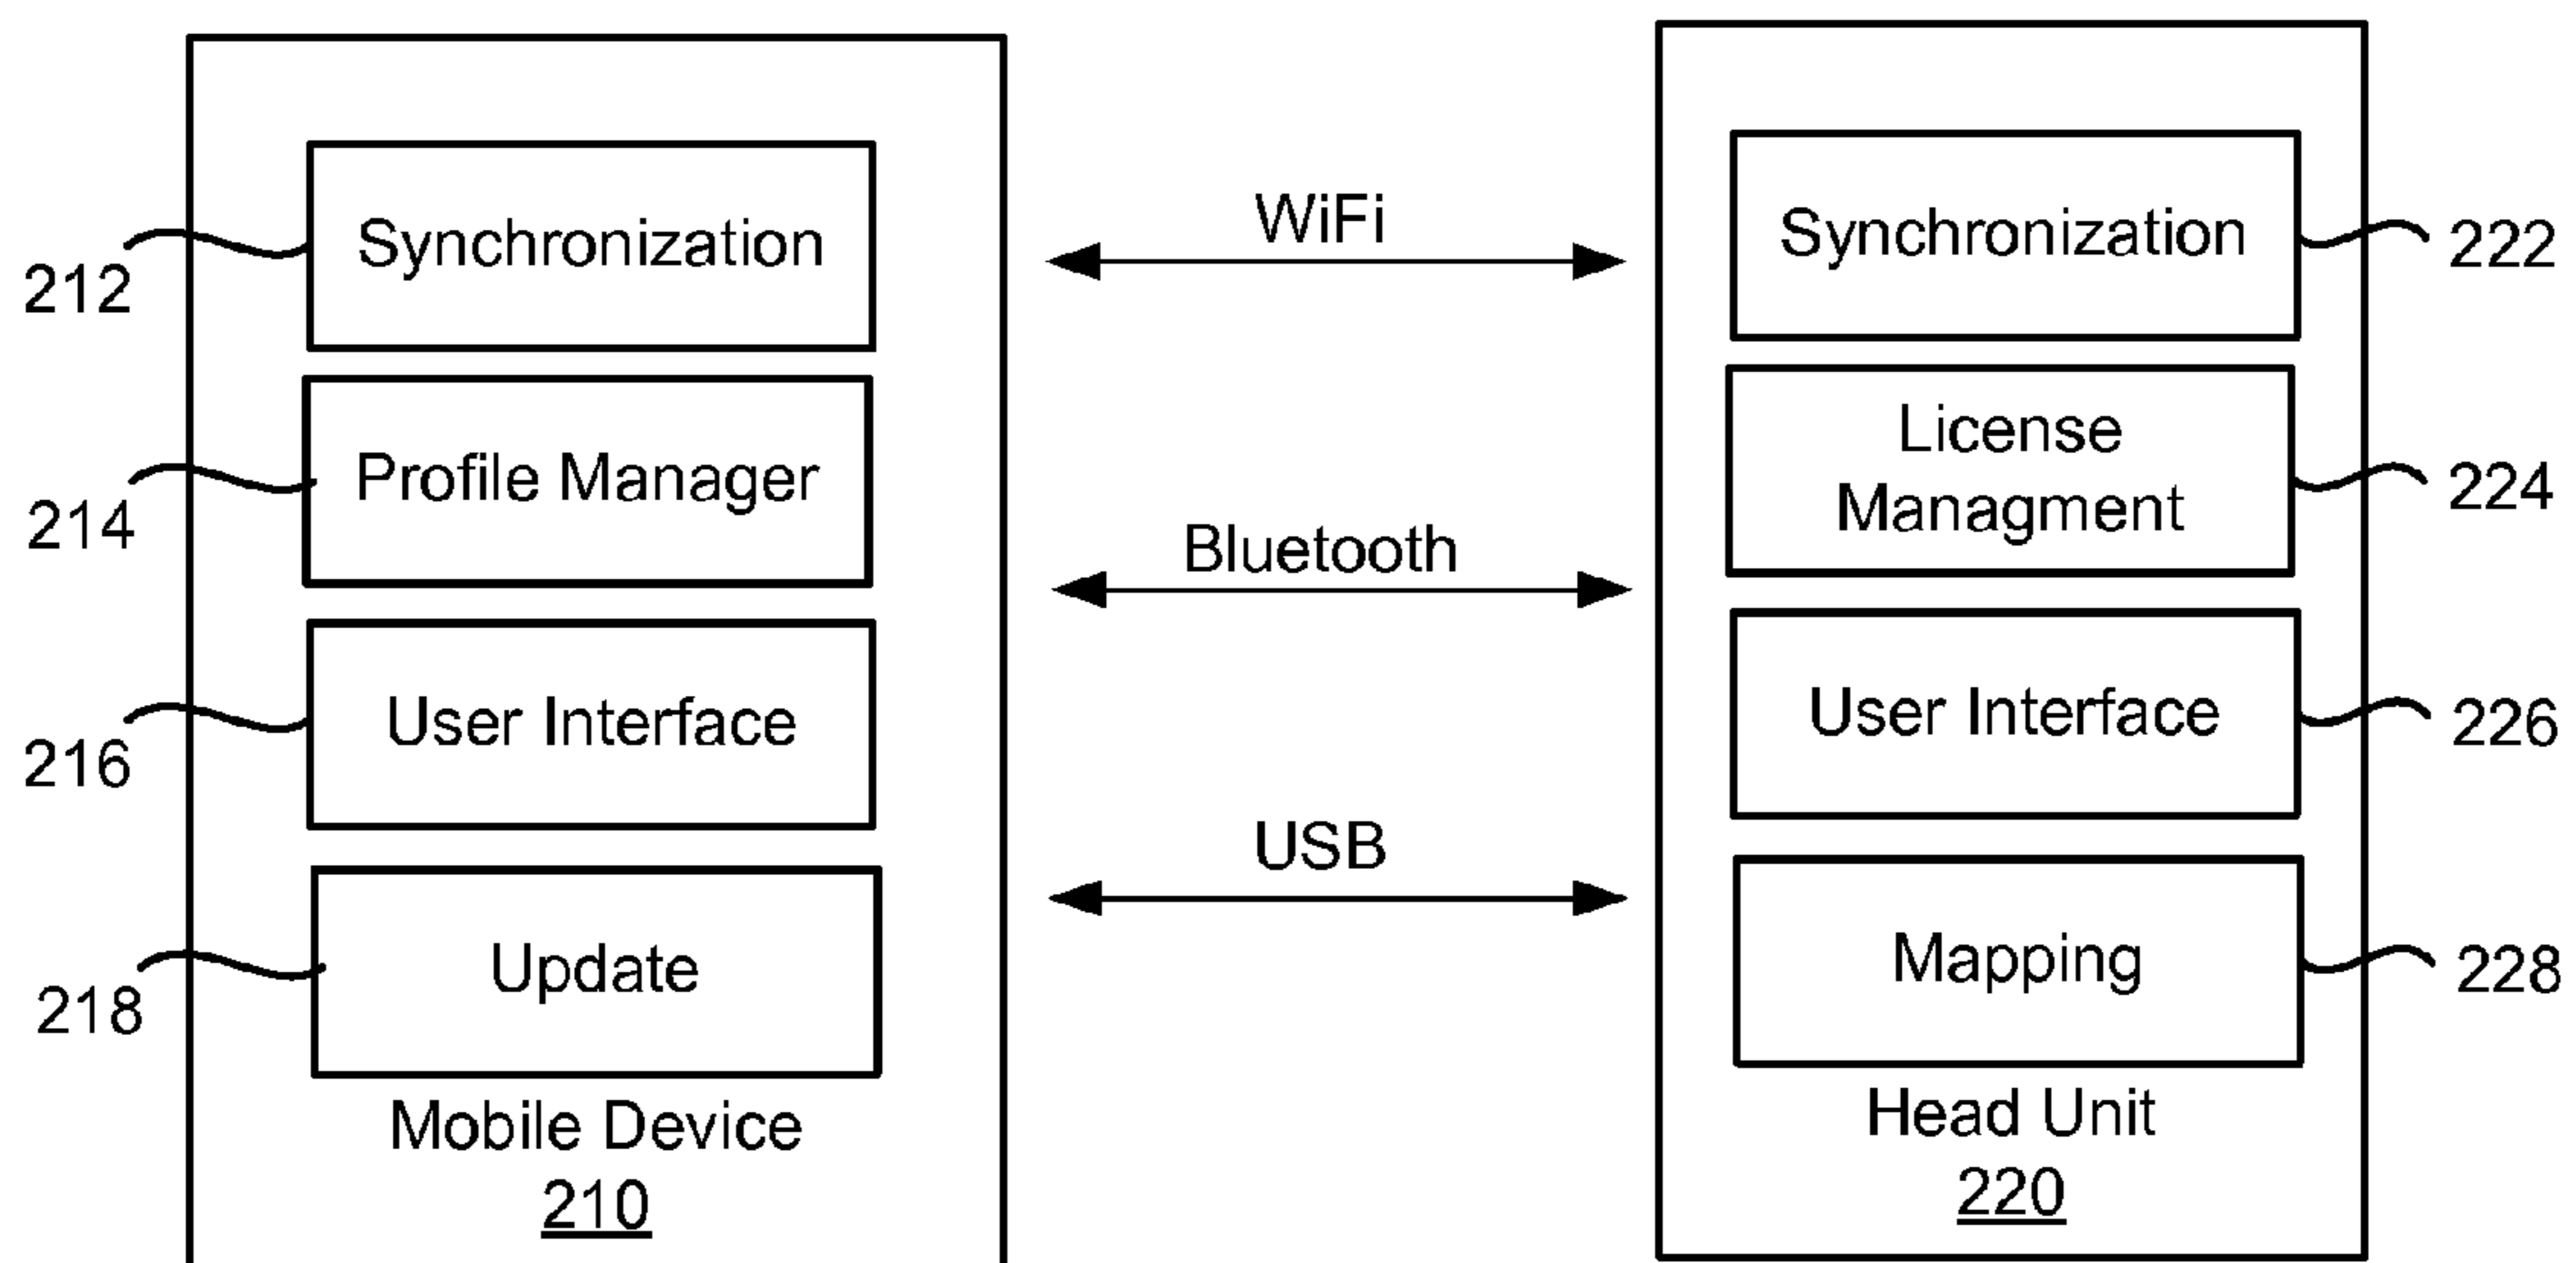 Synchronization
212
Profile Manager
214
User Interface
216
Update
218
Mobile Device
210
WiFi
Bluetooth
USB
Synchronization
222
License
Managment
224
User Interface
226
Mapping
228
Head Unit
220